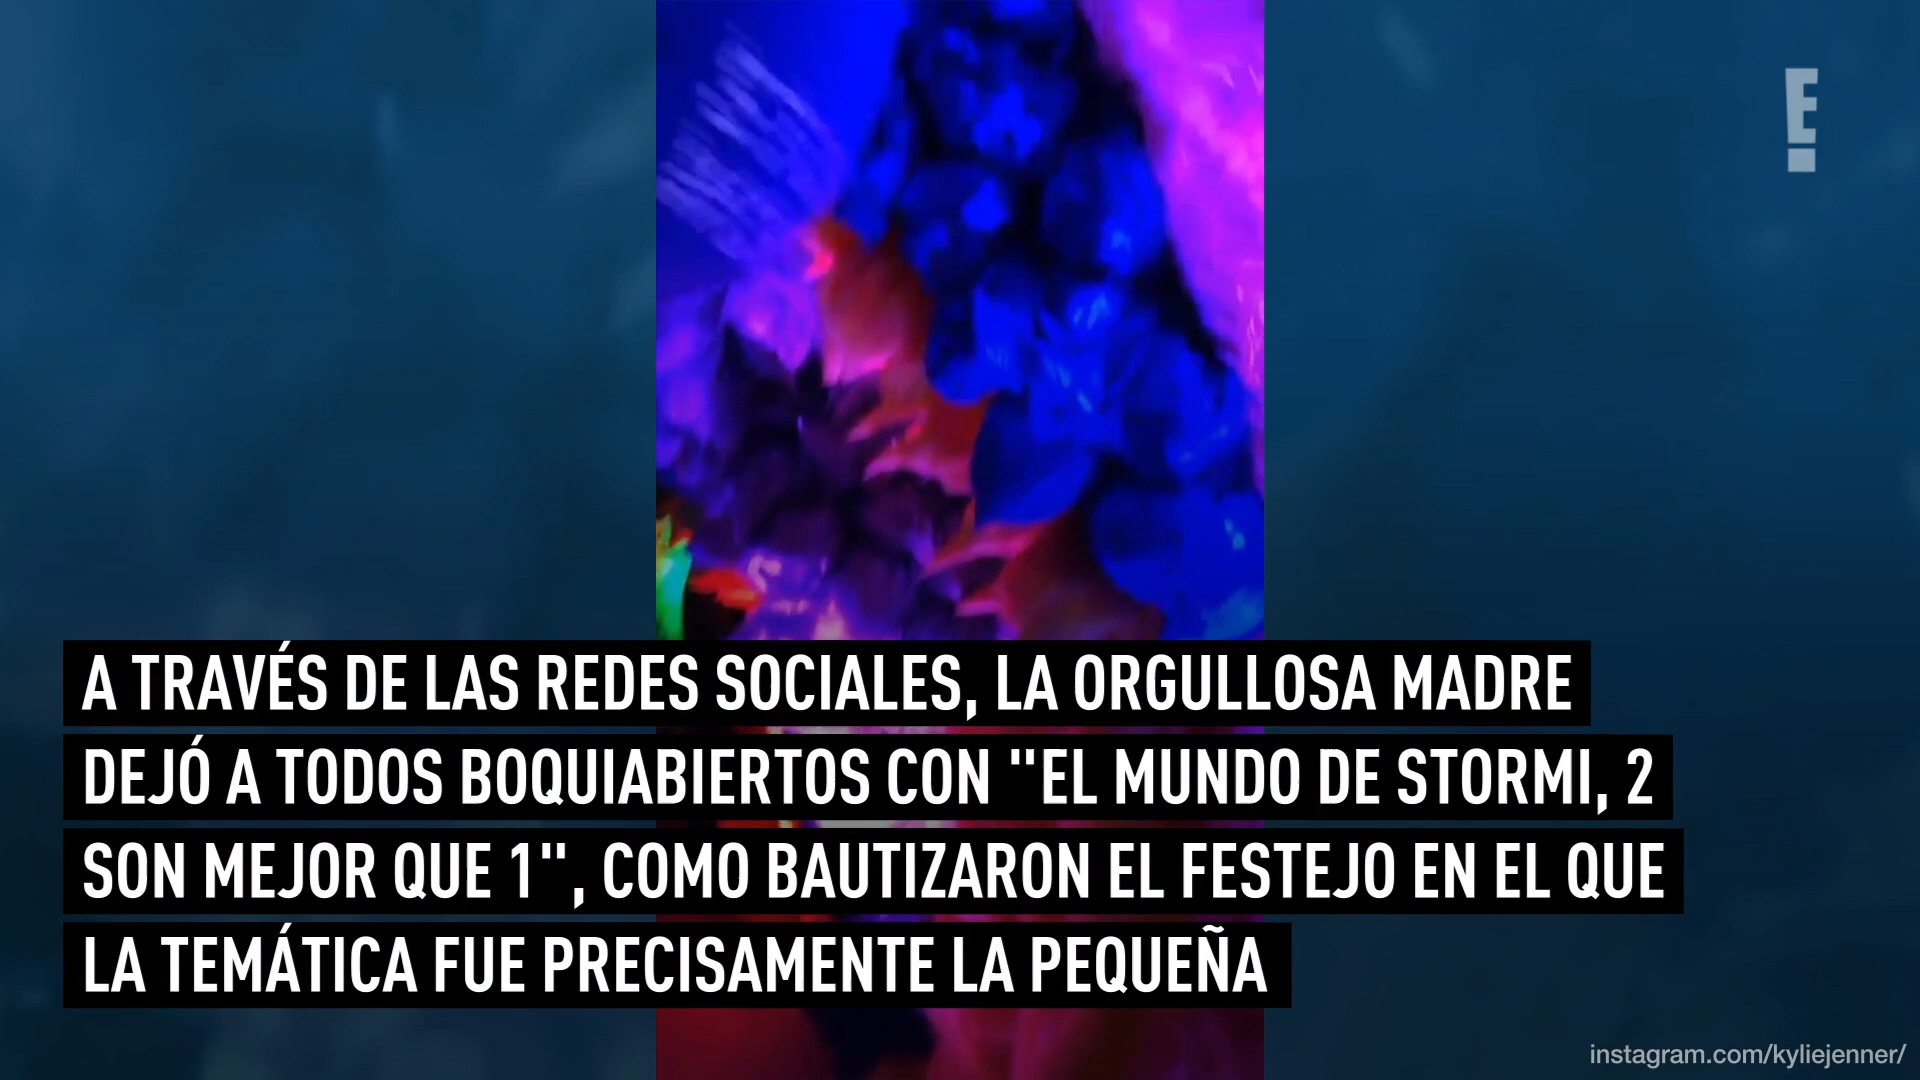 E!
A TRAVÉS DE LAS REDES SOCIALES, LA ORGULLOSA MADRE
DEJÓ A TODOS BOQUIABIERTOS CON "EL MUNDO DE STORMI, 2
SON MEJOR QUE 1", COMO BAUTIZARON EL FESTEJO EN EL QUE
LA TEMÁTICA FUE PRECISAMENTE LA PEQUEÑA
instagram.com/kyliejenner/